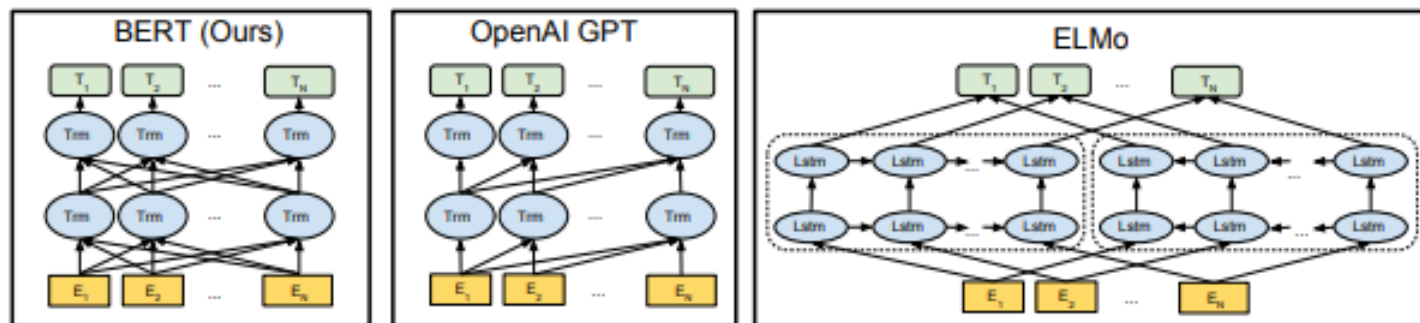 BERT (Ours)
T1 T2 ... TN
Trm Trm ... Trm
Trm Trm ... Trm
E1 E2 ... EN
OpenAI GPT
T1 T2 ... TN
Trm Trm ... Trm
Trm Trm ... Trm
E1 E2 ... EN
ELMo
T1 T2 ... TN
Lstm Lstm ... Lstm Lstm Lstm ... Lstm
Lstm Lstm ... Lstm Lstm Lstm ... Lstm
E1 E2 ... EN